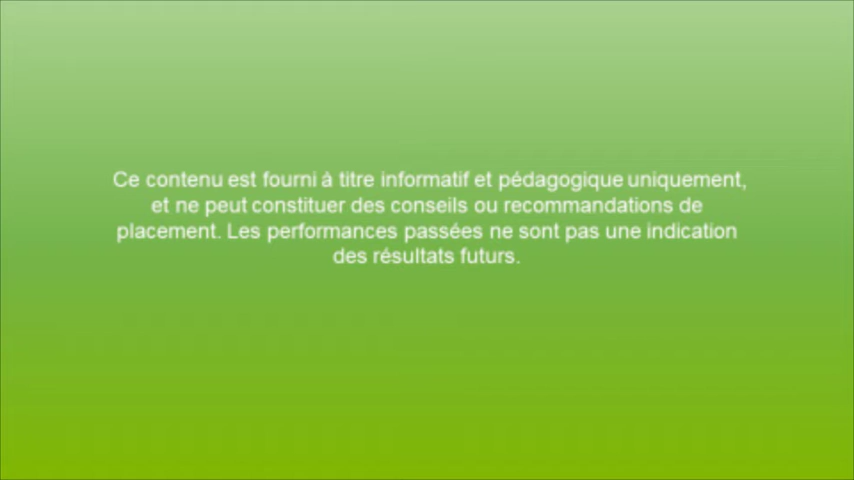 Ce contenu est fourni à titre informatif et pédagogique uniquement,
et ne peut constituer des conseils ou recommandations de
placement. Les performances passées ne sont pas une indication
des résultats futurs.